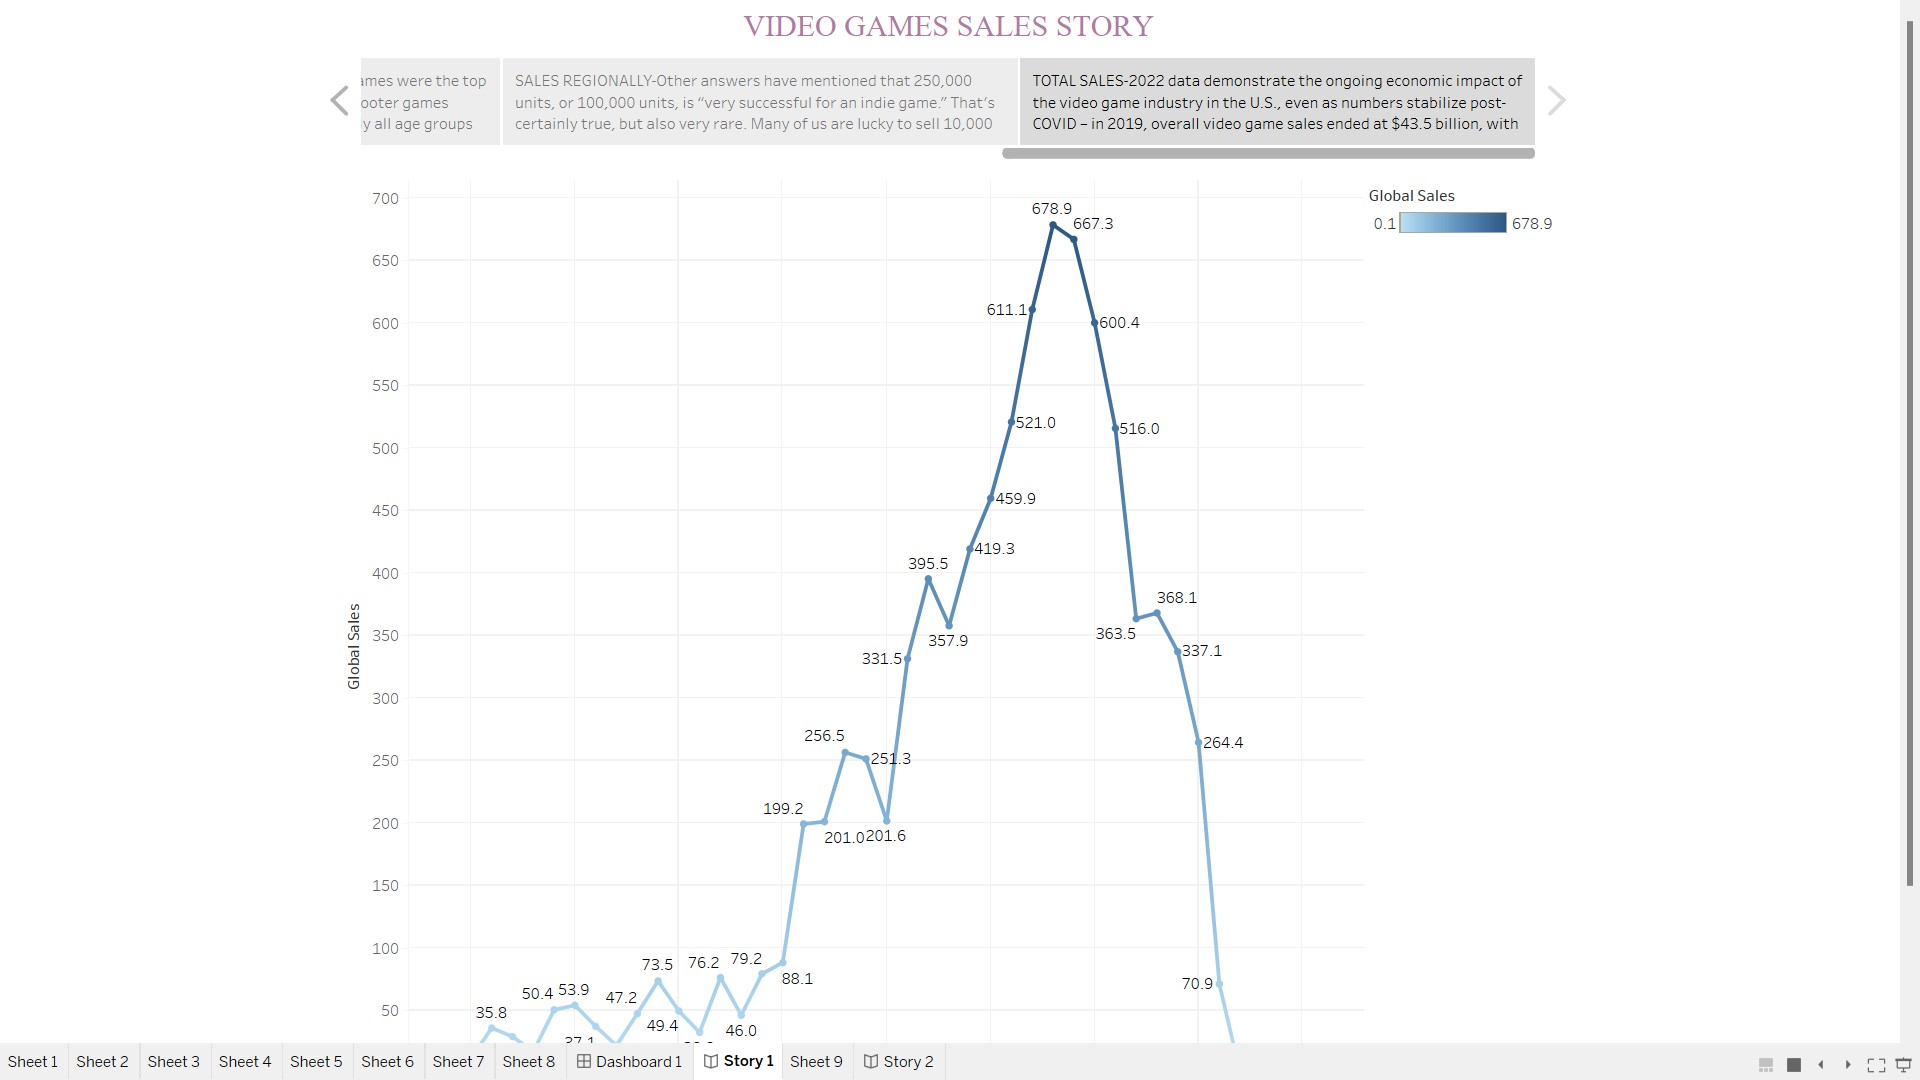 VIDEO GAMES SALES STORY
ames were the top
ooter games
y all age groups
SALES REGIONALLY-Other answers have mentioned that 250,000
units, or 100,000 units, is “very successful for an indie game.” That’s
certainly true, but also very rare. Many of us are lucky to sell 10,000
TOTAL SALES-2022 data demonstrate the ongoing economic impact of
the video game industry in the U.S., even as numbers stabilize post-
COVID – in 2019, overall video game sales ended at $43.5 billion, with
Global Sales
0.1
678.9
Global Sales
700
650
600
550
500
450
400
350
300
250
200
150
100
50
678.9
667.3
611.1
600.4
521.0
516.0
459.9
419.3
395.5
368.1
357.9
363.5
331.5
337.1
256.5
251.3
264.4
199.2
201.0
201.6
73.5
76.2
79.2
88.1
70.9
50.4
53.9
47.2
35.8
49.4
46.0
37.1
Sheet 1
Sheet 2
Sheet 3
Sheet 4
Sheet 5
Sheet 6
Sheet 7
Sheet 8
Dashboard 1
Story 1
Sheet 9
Story 2